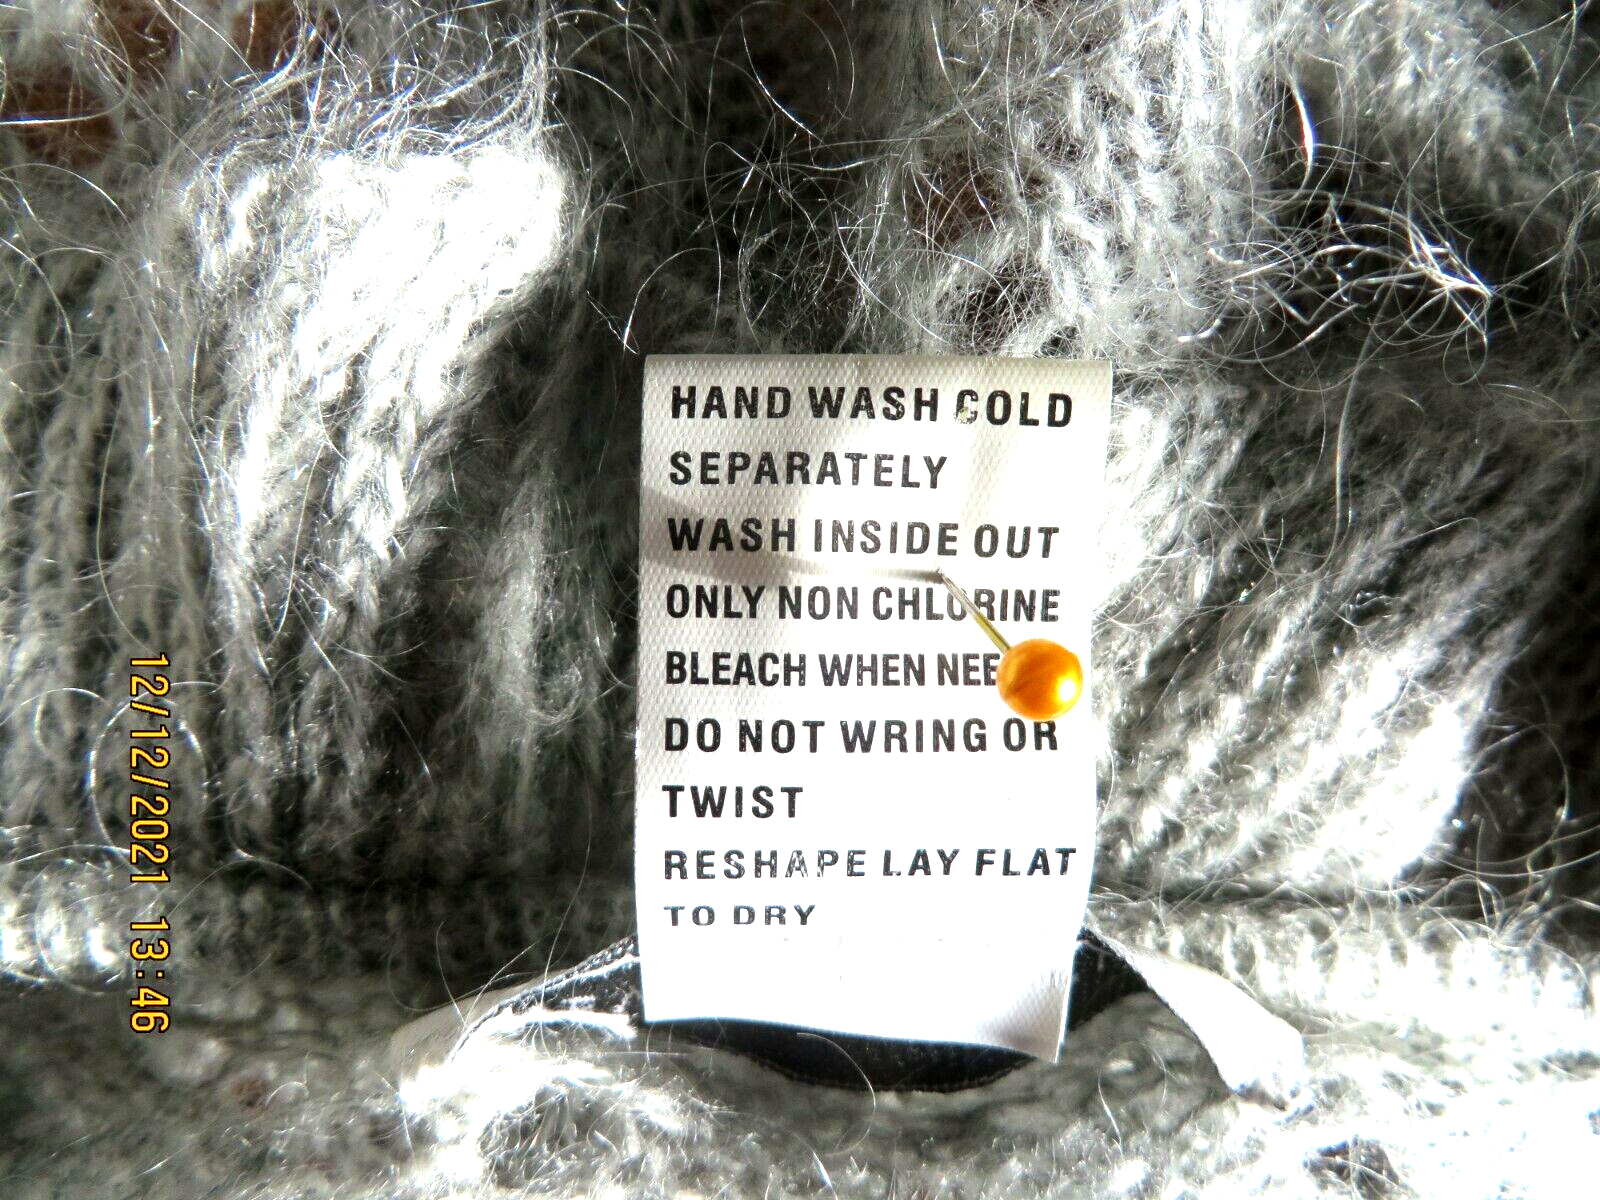 HAND WASH COLD
SEPARATELY
WASH INSIDE OUT
ONLY NON CHLORINE
BLEACH WHEN NEE
DO NOT WRING OR
TWIST
RESHAPE LAY FLAT
TO DRY
12/12/2021 13:46